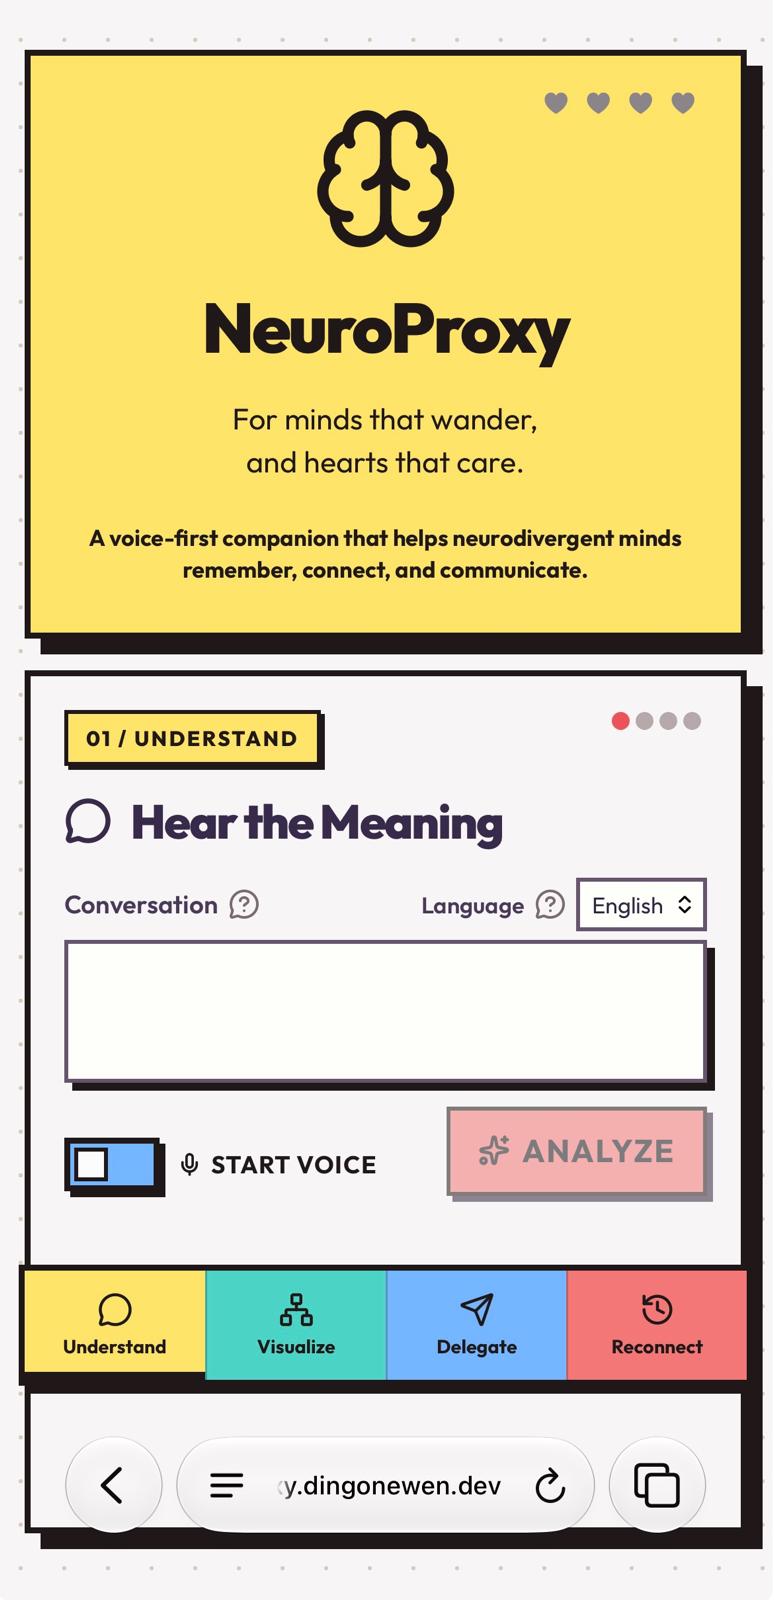 NeuroProxy
For minds that wander,
and hearts that care.
A voice-first companion that helps neurodivergent minds
remember, connect, and communicate.
01 / UNDERSTAND
Hear the Meaning
Conversation
Language
English
START VOICE
ANALYZE
Understand
Visualize
Delegate
Reconnect
y.dingonewen.dev